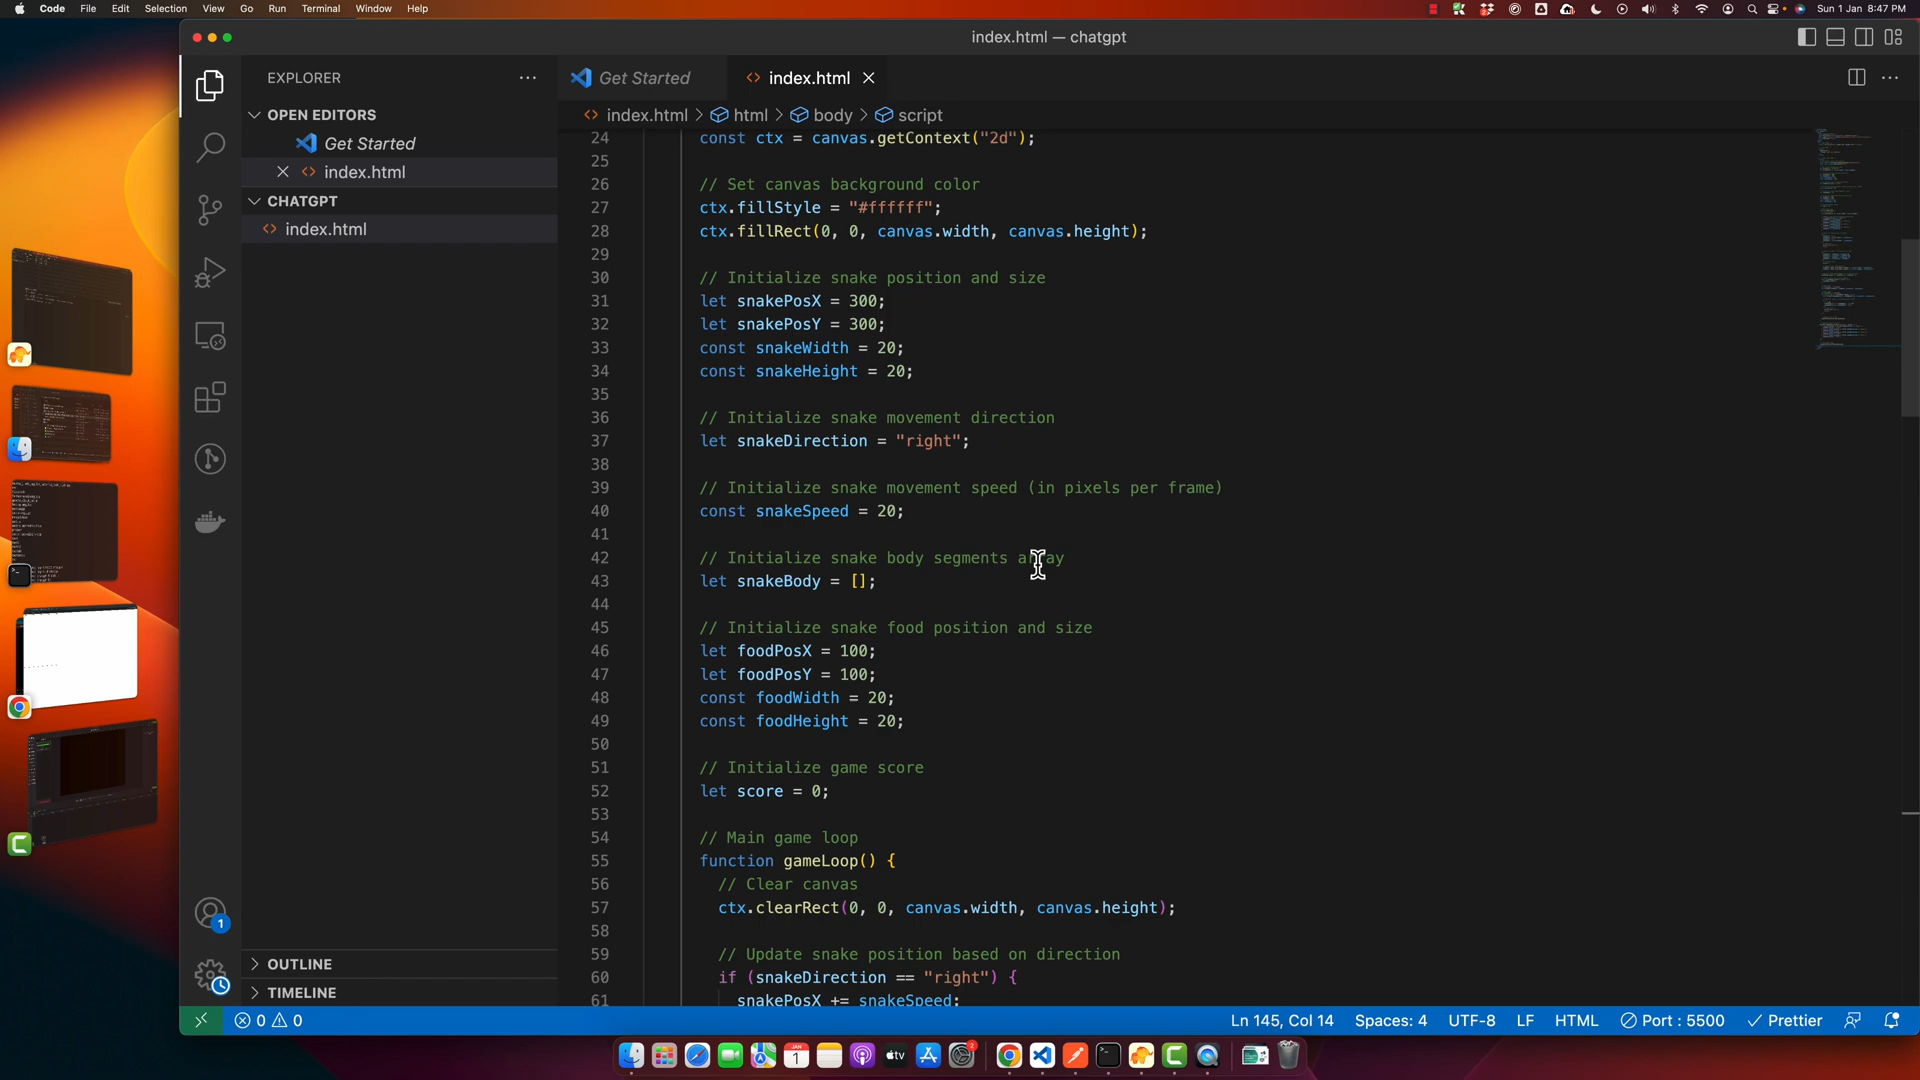 Code File Edit Selection View Go Run Terminal Window Help
Sun 1 Jan 8:47 PM
index.html — chatgpt
EXPLORER
Get Started
index.html
OPEN EDITORS
index.html > html > body > script
Get Started
index.html
CHATGPT
index.html
24 const ctx = canvas.getContext("2d");
25
26 // Set canvas background color
27 ctx.fillStyle = "#ffffff";
28 ctx.fillRect(0, 0, canvas.width, canvas.height);
29
30 // Initialize snake position and size
31 let snakePosX = 300;
32 let snakePosY = 300;
33 const snakeWidth = 20;
34 const snakeHeight = 20;
35
36 // Initialize snake movement direction
37 let snakeDirection = "right";
38
39 // Initialize snake movement speed (in pixels per frame)
40 const snakeSpeed = 20;
41
42 // Initialize snake body segments array
43 let snakeBody = [];
44
45 // Initialize snake food position and size
46 let foodPosX = 100;
47 let foodPosY = 100;
48 const foodWidth = 20;
49 const foodHeight = 20;
50
51 // Initialize game score
52 let score = 0;
53
54 // Main game loop
55 function gameLoop() {
56 // Clear canvas
57 ctx.clearRect(0, 0, canvas.width, canvas.height);
58
59 // Update snake position based on direction
60 if (snakeDirection == "right") {
61 snakePosX += snakeSpeed;
1
OUTLINE
TIMELINE
0 0
Ln 145, Col 14 Spaces: 4 UTF-8 LF HTML Port : 5500 Prettier
JAN
1
tv
2